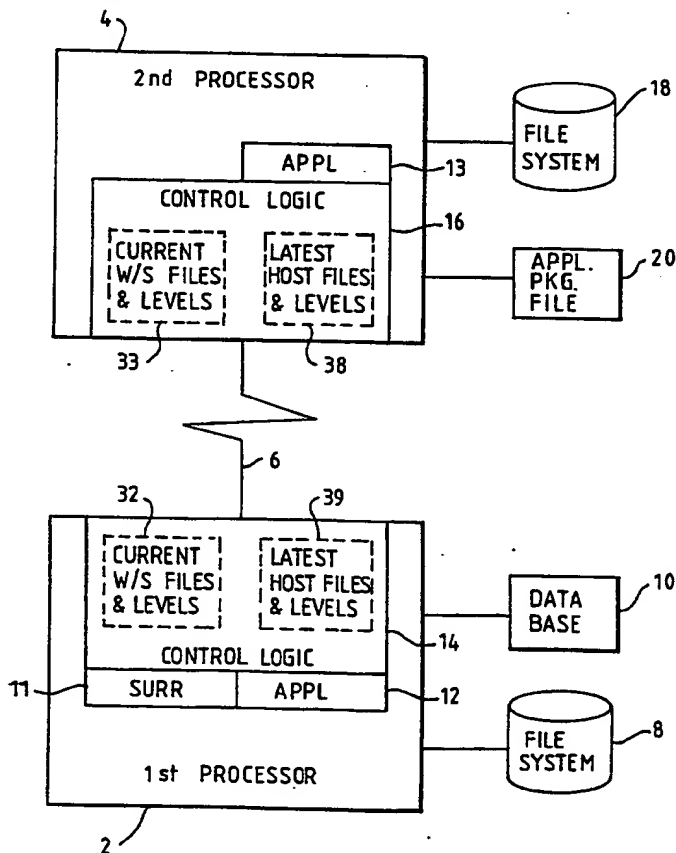 4
2nd PROCESSOR
18
FILE
SYSTEM
APPL
13
CONTROL LOGIC
16
CURRENT
W/S FILES
& LEVELS
LATEST
HOST FILES
& LEVELS
20
APPL.
PKG.
FILE
33
38
6
32
39
CURRENT
W/S FILES
& LEVELS
LATEST
HOST FILES
& LEVELS
10
DATA
BASE
14
CONTROL LOGIC
11
SURR
APPL
12
8
FILE
SYSTEM
1st PROCESSOR
2